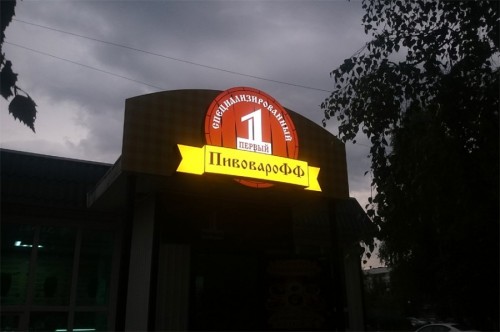 СПЕЦИАЛИЗИРОВАННЫЙ
1
ПЕРВЫЙ
ПивовароФФ